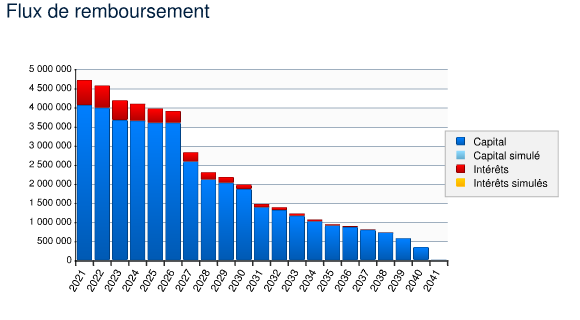 Flux de remboursement
5 000 000
4 500 000
4 000 000
3 500 000
3 000 000
2 500 000
2 000 000
1 500 000
1 000 000
500 000
0
2021 2022 2023 2024 2025 2026 2027 2028 2029 2030 2031 2032 2033 2034 2035 2036 2037 2038 2039 2040 2041
Capital
Capital simulé
Intérêts
Intérêts simulés